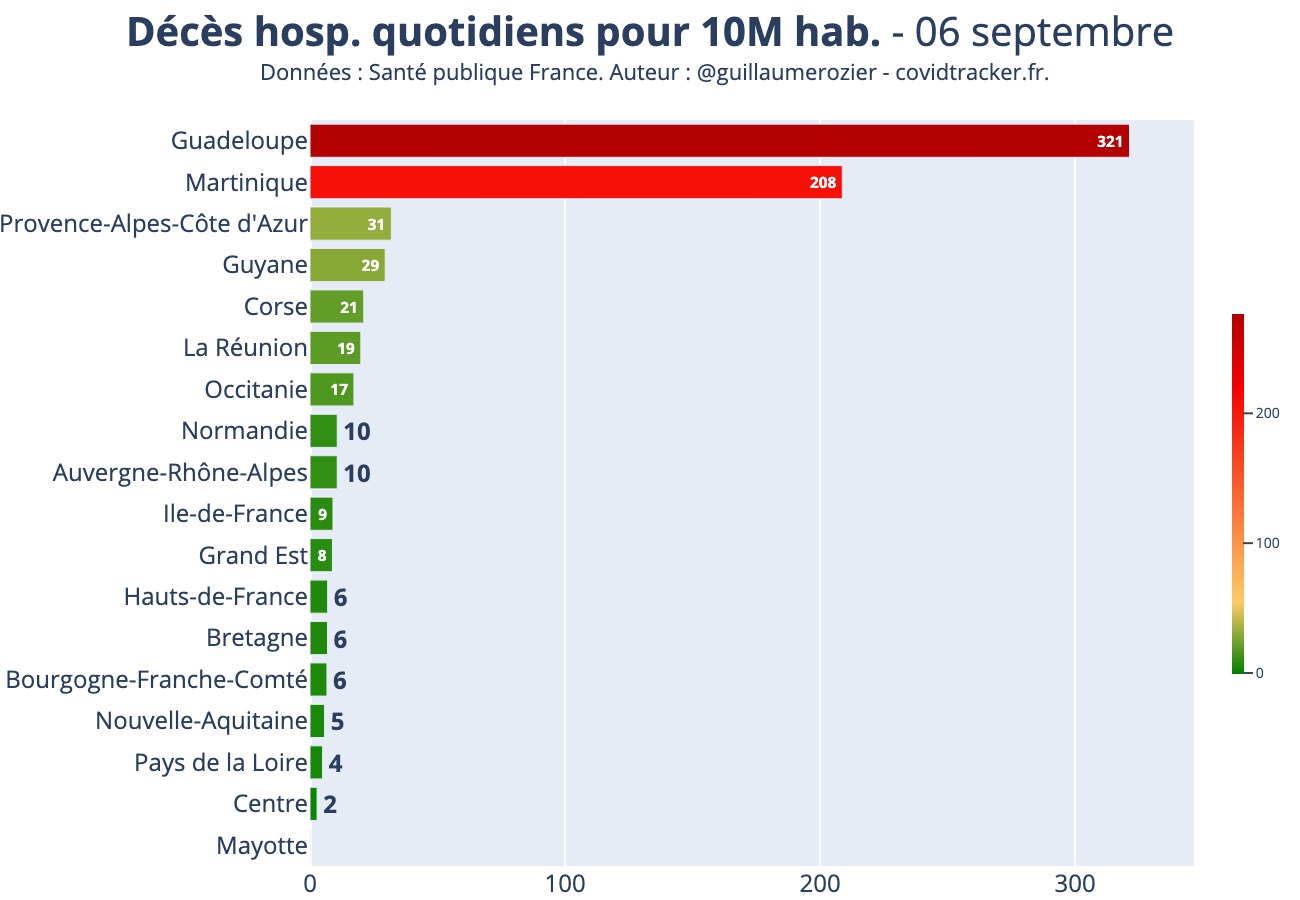 Décès hosp. quotidiens pour 10M hab. - 06 septembre
Données : Santé publique France. Auteur : @guillaumerozier - covidtracker.fr.
Guadeloupe 321
Martinique 208
Provence-Alpes-Côte d'Azur 31
Guyane 29
Corse 21
La Réunion 19
Occitanie 17
Normandie 10
Auvergne-Rhône-Alpes 10
Ile-de-France 9
Grand Est 8
Hauts-de-France 6
Bretagne 6
Bourgogne-Franche-Comté 6
Nouvelle-Aquitaine 5
Pays de la Loire 4
Centre 2
Mayotte
0 100 200 300
200
100
0